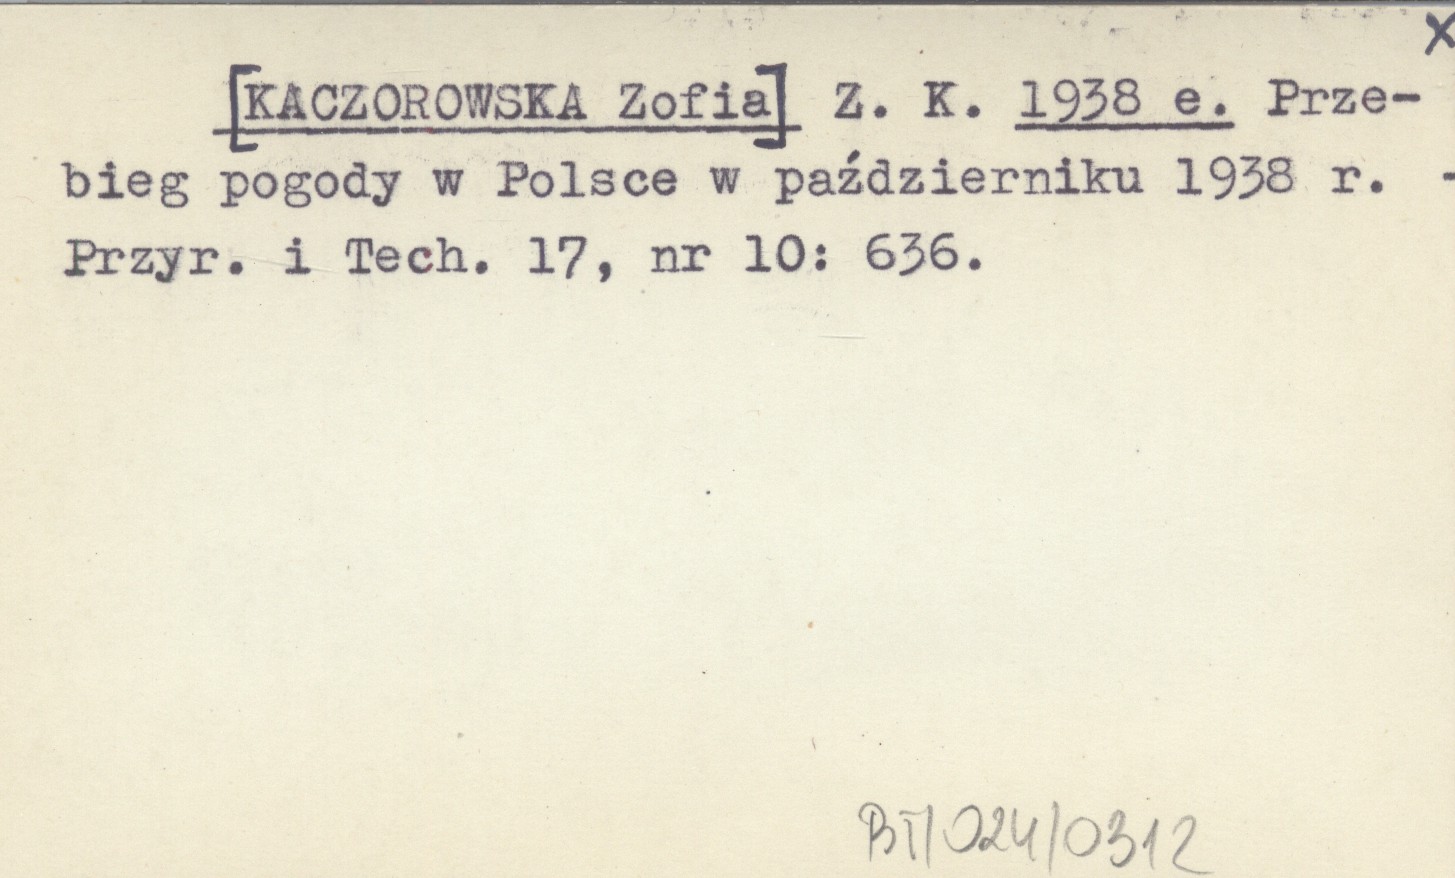 x
[KACZOROWSKA Zofia] Z. K. 1938 e. Prze-
bieg pogody w Polsce w październiku 1938 r. -
Przyr. i Tech. 17, nr 10: 636.
BT/024/0312